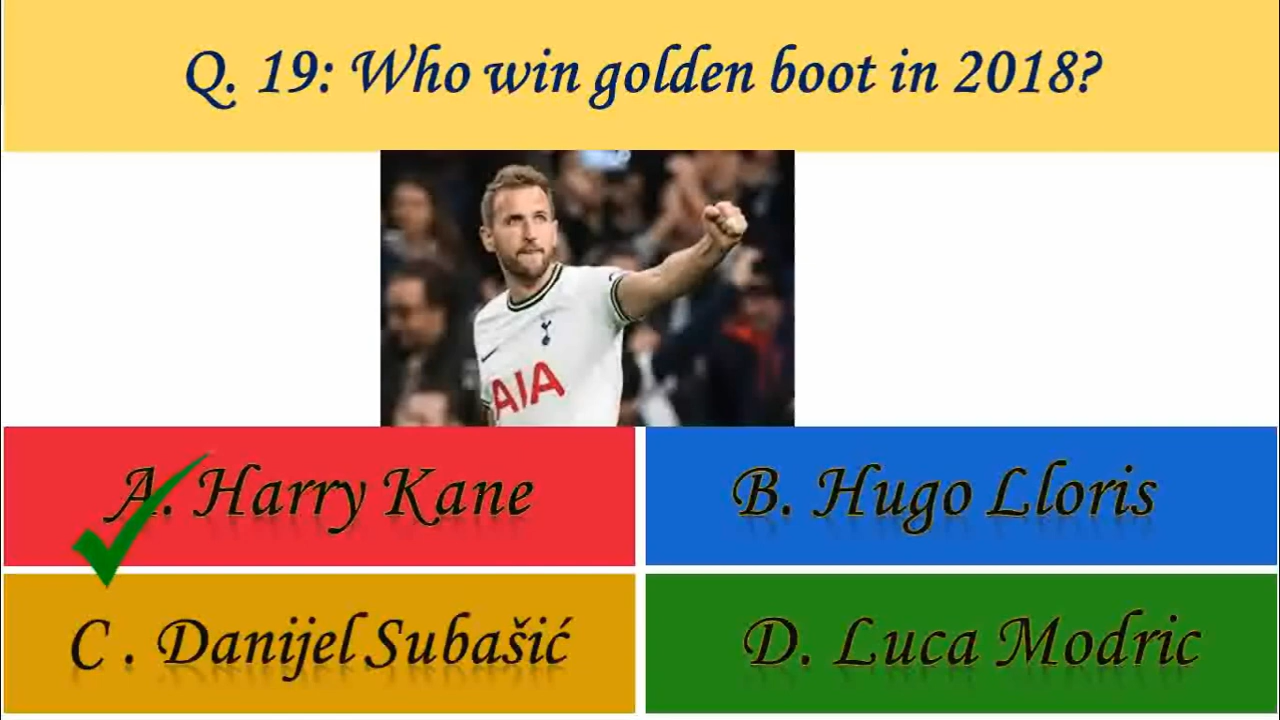 Q. 19: Who win golden boot in 2018?
AIA
A. Harry Kane
B. Hugo Lloris
C . Danijel Subašić
D. Luca Modric